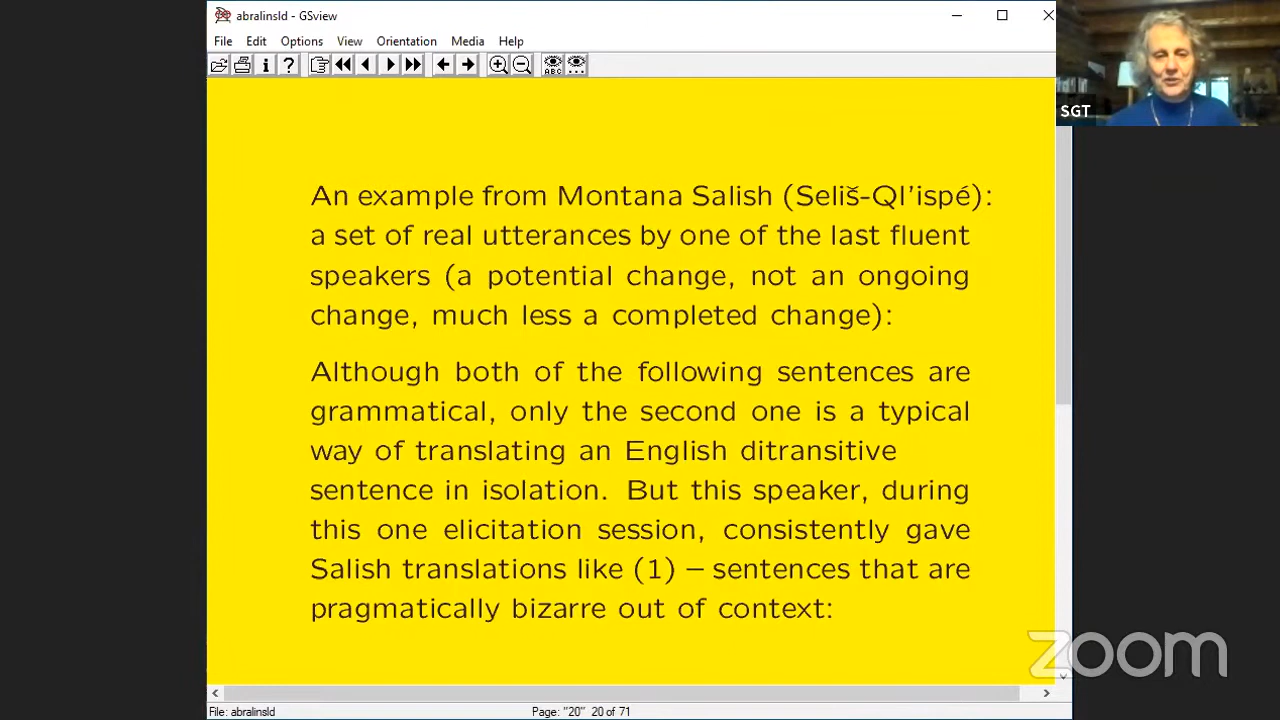 abralinsld - GSview
File Edit Options View Orientation Media Help
SGT
An example from Montana Salish (Seliš-Ql’ispé):
a set of real utterances by one of the last fluent
speakers (a potential change, not an ongoing
change, much less a completed change):
Although both of the following sentences are
grammatical, only the second one is a typical
way of translating an English ditransitive
sentence in isolation. But this speaker, during
this one elicitation session, consistently gave
Salish translations like (1) – sentences that are
pragmatically bizarre out of context:
zoom
File: abralinsld Page: "20" 20 of 71